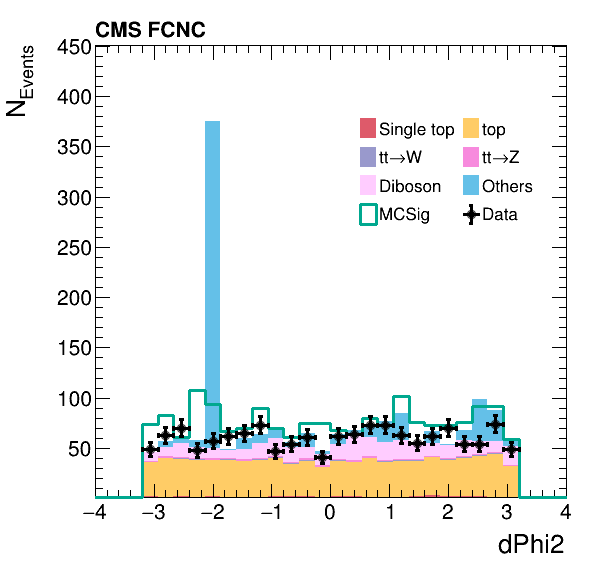 CMS FCNC
N_Events
450
400
350
300
250
200
150
100
50
Single top
top
tt→W
tt→Z
Diboson
Others
MCSig
Data
−4 −3 −2 −1 0 1 2 3 4
dPhi2